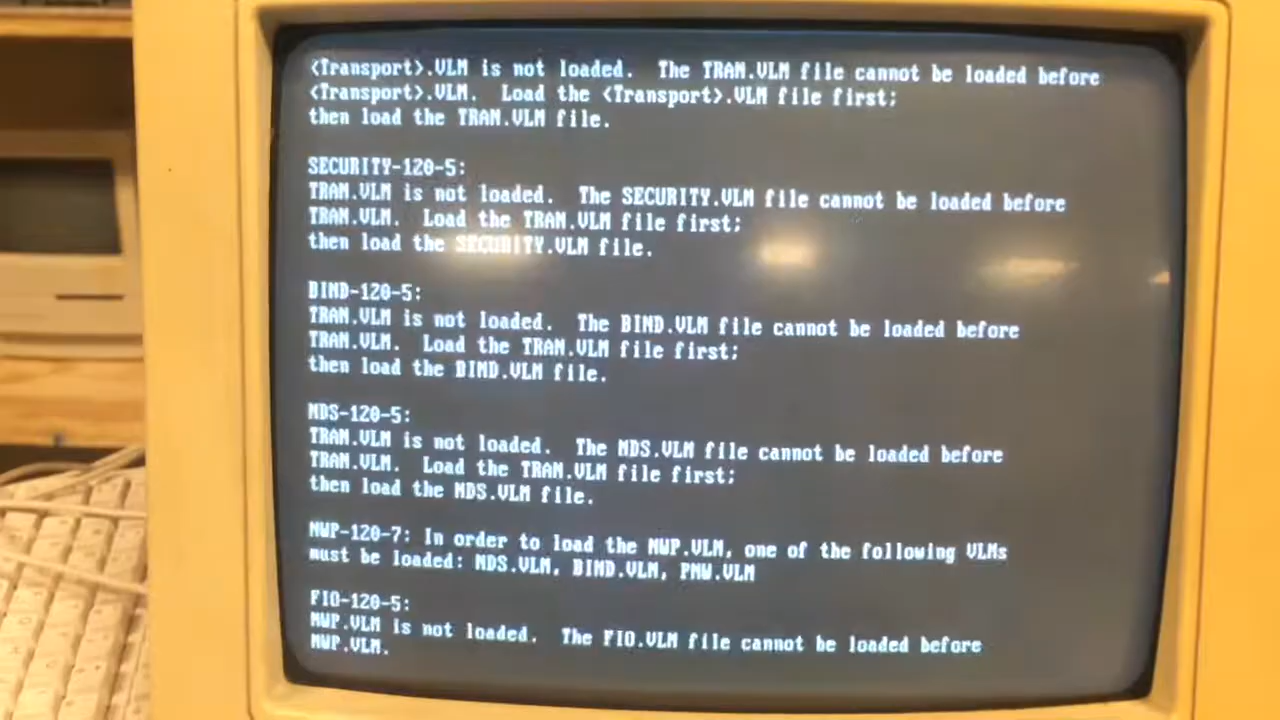 <Transport>.VLM is not loaded.  The TRAN.VLM file cannot be loaded before
<Transport>.VLM.  Load the <Transport>.VLM file first;
then load the TRAN.VLM file.
SECURITY-120-5:
TRAN.VLM is not loaded.  The SECURITY.VLM file cannot be loaded before
TRAN.VLM.  Load the TRAN.VLM file first;
then load the SECURITY.VLM file.
BIND-120-5:
TRAN.VLM is not loaded.  The BIND.VLM file cannot be loaded before
TRAN.VLM.  Load the TRAN.VLM file first;
then load the BIND.VLM file.
NDS-120-5:
TRAN.VLM is not loaded.  The NDS.VLM file cannot be loaded before
TRAN.VLM.  Load the TRAN.VLM file first;
then load the NDS.VLM file.
NWP-120-7: In order to load the NWP.VLM, one of the following VLMs
must be loaded: NDS.VLM, BIND.VLM, PNW.VLM
FIO-120-5:
NWP.VLM is not loaded.  The FIO.VLM file cannot be loaded before
NWP.VLM.